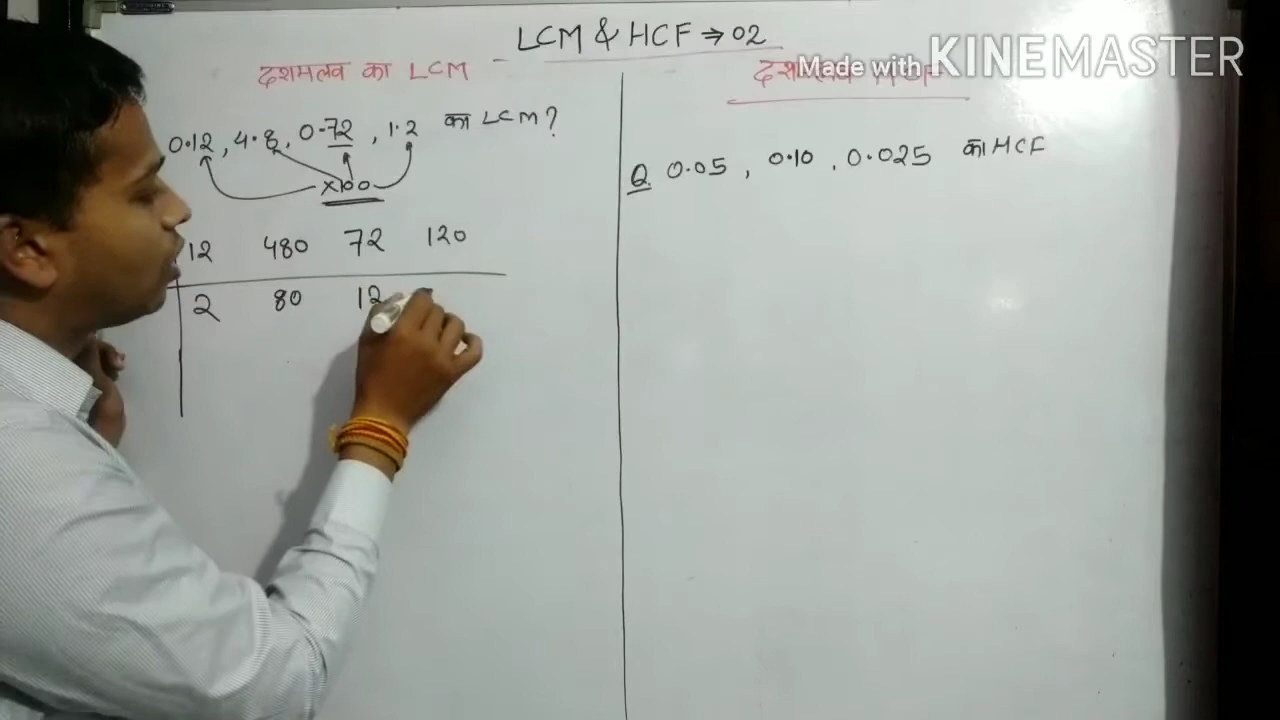 LCM & HCF ⇒ 02
Made with KINEMASTER
दशमलव का LCM
दशमलव HCF
0.12, 4.8, 0.72, 1.2 का LCM?
×100
12 480 72 120
2 80 12
Q. 0.05, 0.10, 0.025 का HCF